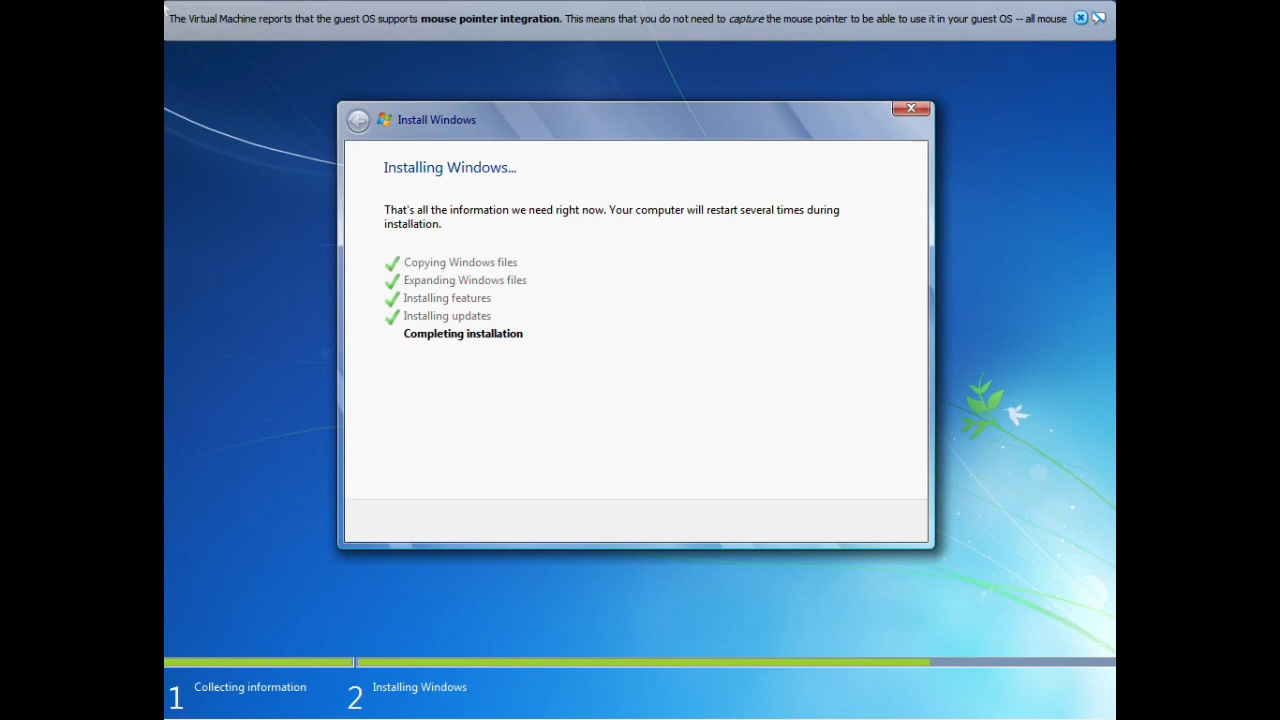 The Virtual Machine reports that the guest OS supports mouse pointer integration. This means that you do not need to capture the mouse pointer to be able to use it in your guest OS -- all mouse
Install Windows
Installing Windows...
That's all the information we need right now. Your computer will restart several times during
installation.
Copying Windows files
Expanding Windows files
Installing features
Installing updates
Completing installation
1 Collecting information
2 Installing Windows